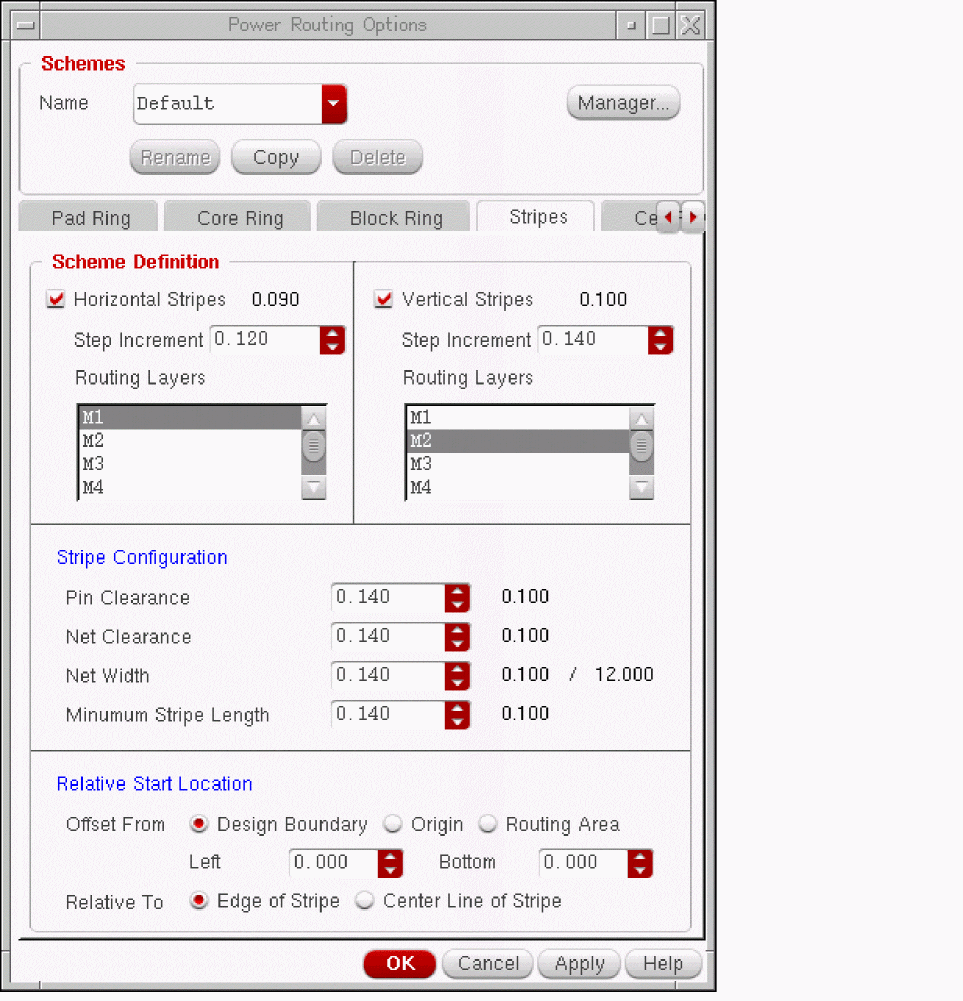 Power Routing Options
Schemes
Name Default Manager...
Rename Copy Delete
Pad Ring Core Ring Block Ring Stripes Ce
Scheme Definition
Horizontal Stripes 0.090 Vertical Stripes 0.100
Step Increment 0.120 Step Increment 0.140
Routing Layers Routing Layers
M1 M1
M2 M2
M3 M3
M4 M4
Stripe Configuration
Pin Clearance 0.140 0.100
Net Clearance 0.140 0.100
Net Width 0.140 0.100 / 12.000
Minumum Stripe Length 0.140 0.100
Relative Start Location
Offset From Design Boundary Origin Routing Area
Left 0.000 Bottom 0.000
Relative To Edge of Stripe Center Line of Stripe
OK Cancel Apply Help